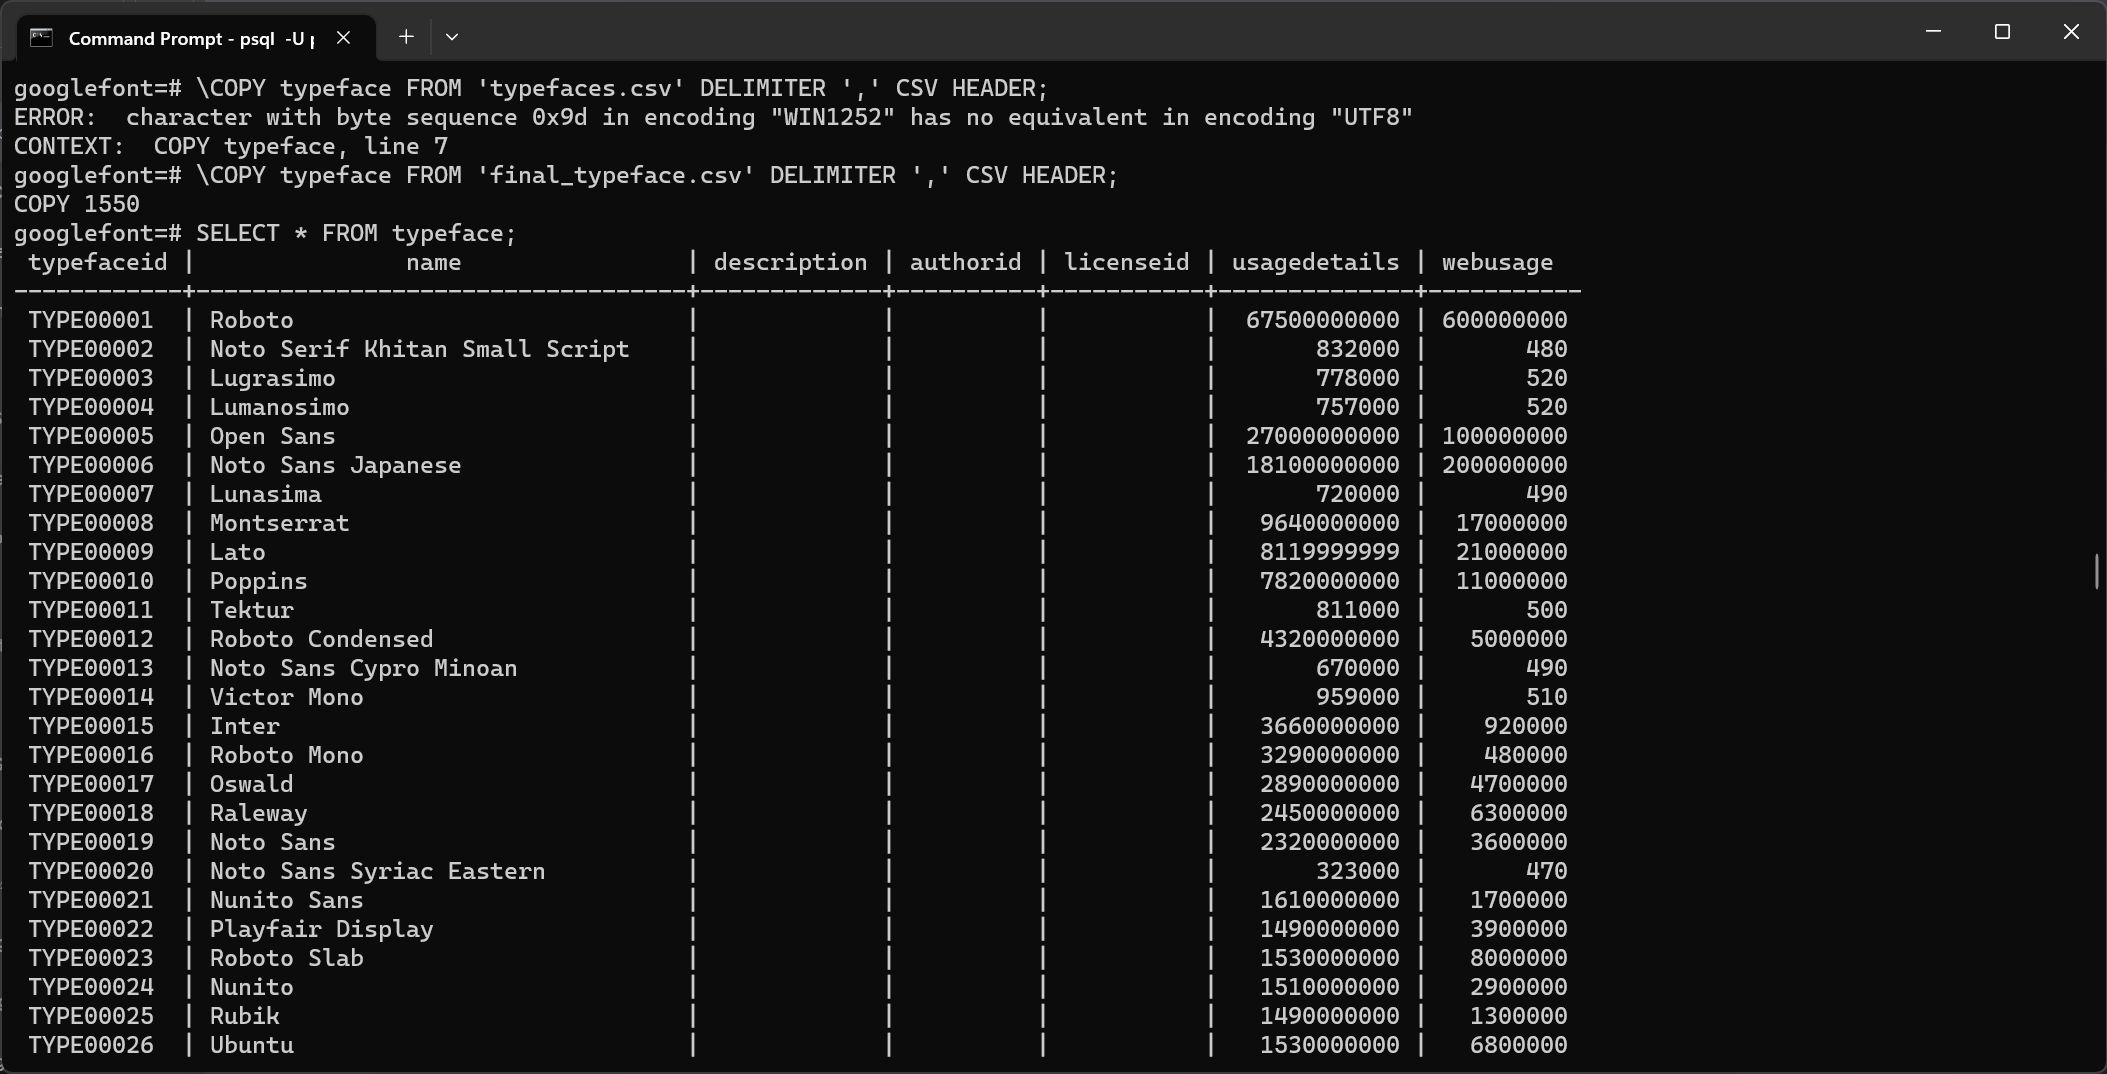 Command Prompt - psql  -U p
googlefont=# \COPY typeface FROM 'typefaces.csv' DELIMITER ',' CSV HEADER;
ERROR:  character with byte sequence 0x9d in encoding "WIN1252" has no equivalent in encoding "UTF8"
CONTEXT:  COPY typeface, line 7
googlefont=# \COPY typeface FROM 'final_typeface.csv' DELIMITER ',' CSV HEADER;
COPY 1550
googlefont=# SELECT * FROM typeface;
 typefaceid |               name                | description | authorid | licenseid | usagedetails | webusage
------------+-----------------------------------+-------------+----------+-----------+--------------+-----------
 TYPE00001  | Roboto                            |             |          |           |  67500000000 | 600000000
 TYPE00002  | Noto Serif Khitan Small Script    |             |          |           |       832000 |       480
 TYPE00003  | Lugrasimo                         |             |          |           |       778000 |       520
 TYPE00004  | Lumanosimo                        |             |          |           |       757000 |       520
 TYPE00005  | Open Sans                         |             |          |           |  27000000000 | 100000000
 TYPE00006  | Noto Sans Japanese                |             |          |           |  18100000000 | 200000000
 TYPE00007  | Lunasima                          |             |          |           |       720000 |       490
 TYPE00008  | Montserrat                        |             |          |           |   9640000000 |  17000000
 TYPE00009  | Lato                              |             |          |           |   8119999999 |  21000000
 TYPE00010  | Poppins                           |             |          |           |   7820000000 |  11000000
 TYPE00011  | Tektur                            |             |          |           |       811000 |       500
 TYPE00012  | Roboto Condensed                  |             |          |           |   4320000000 |   5000000
 TYPE00013  | Noto Sans Cypro Minoan            |             |          |           |       670000 |       490
 TYPE00014  | Victor Mono                       |             |          |           |       959000 |       510
 TYPE00015  | Inter                             |             |          |           |   3660000000 |    920000
 TYPE00016  | Roboto Mono                       |             |          |           |   3290000000 |    480000
 TYPE00017  | Oswald                            |             |          |           |   2890000000 |   4700000
 TYPE00018  | Raleway                           |             |          |           |   2450000000 |   6300000
 TYPE00019  | Noto Sans                         |             |          |           |   2320000000 |   3600000
 TYPE00020  | Noto Sans Syriac Eastern          |             |          |           |       323000 |       470
 TYPE00021  | Nunito Sans                       |             |          |           |   1610000000 |   1700000
 TYPE00022  | Playfair Display                  |             |          |           |   1490000000 |   3900000
 TYPE00023  | Roboto Slab                       |             |          |           |   1530000000 |   8000000
 TYPE00024  | Nunito                            |             |          |           |   1510000000 |   2900000
 TYPE00025  | Rubik                             |             |          |           |   1490000000 |   1300000
 TYPE00026  | Ubuntu                            |             |          |           |   1530000000 |   6800000